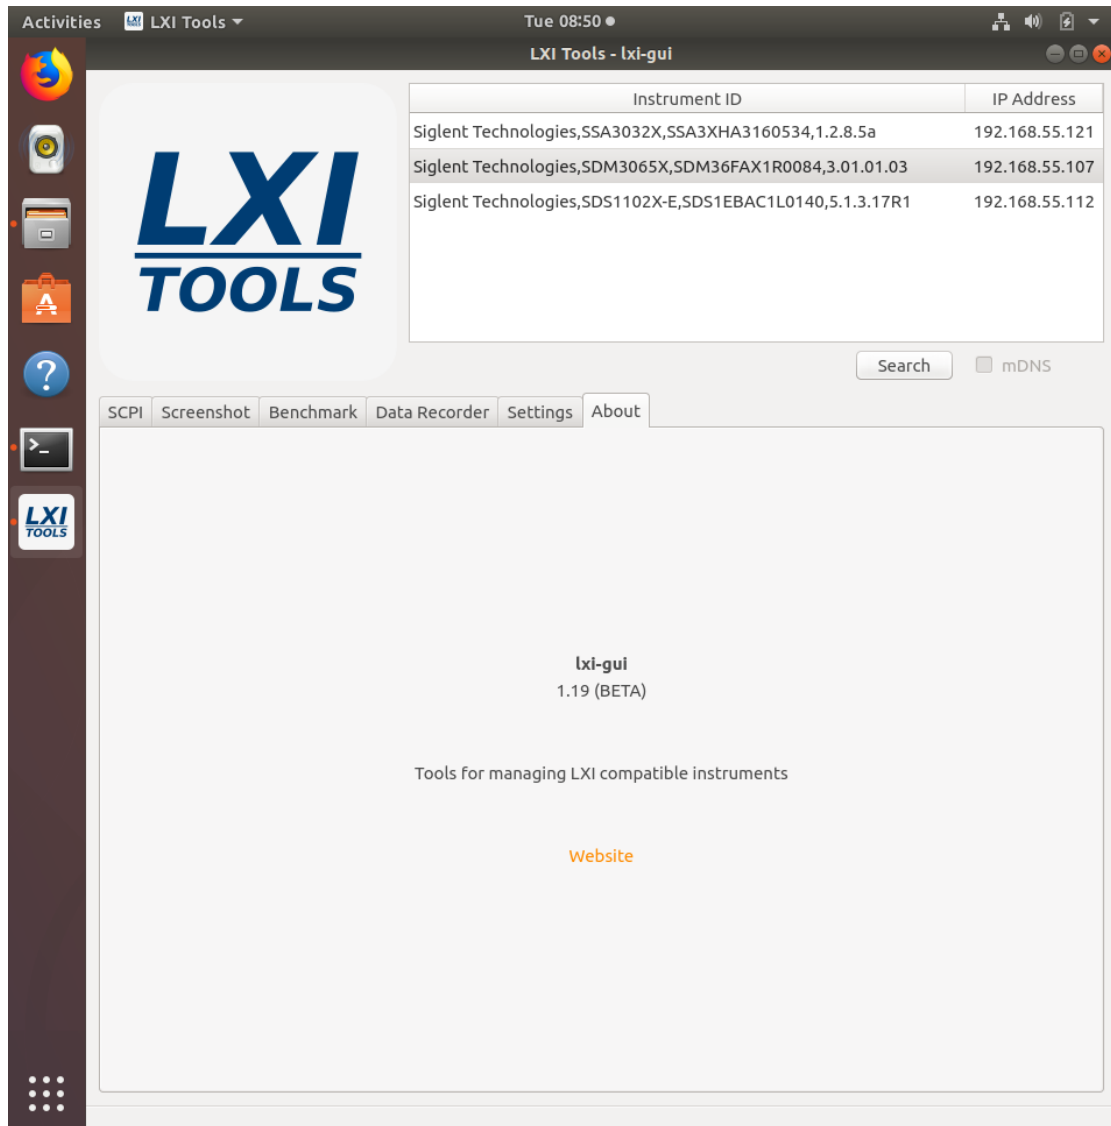 Activities LXI TOOLS LXI Tools Tue 08:50
LXI Tools - lxi-gui
LXI
TOOLS
Instrument ID IP Address
Siglent Technologies,SSA3032X,SSA3XHA3160534,1.2.8.5a 192.168.55.121
Siglent Technologies,SDM3065X,SDM36FAX1R0084,3.01.01.03 192.168.55.107
Siglent Technologies,SDS1102X-E,SDS1EBAC1L0140,5.1.3.17R1 192.168.55.112
Search mDNS
SCPI Screenshot Benchmark Data Recorder Settings About
LXI
TOOLS
lxi-gui
1.19 (BETA)
Tools for managing LXI compatible instruments
Website